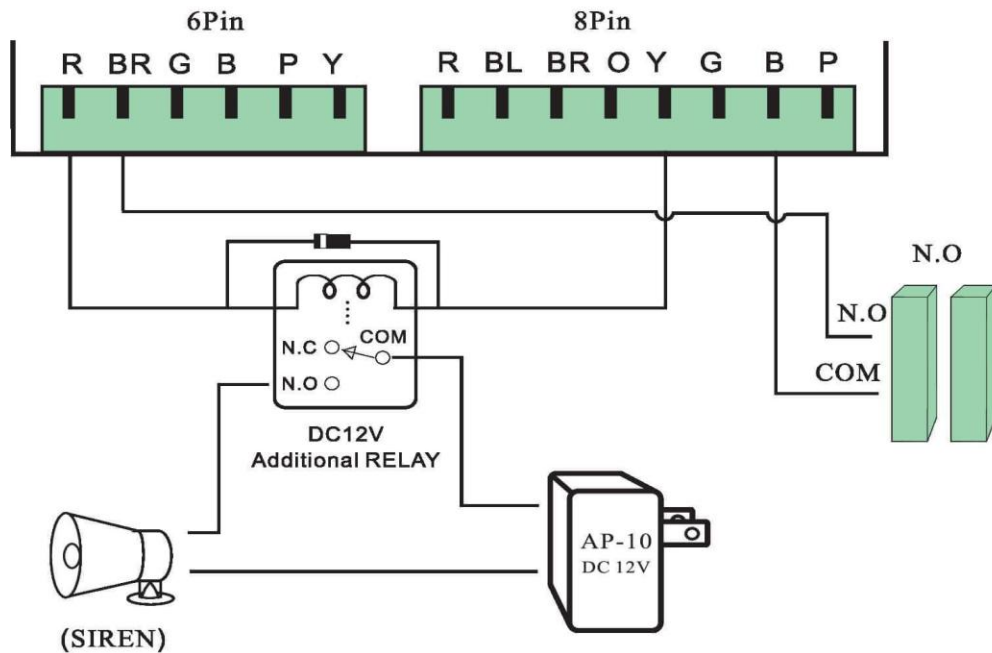 6Pin 8Pin
R BR G B P Y R BL BR O Y G B P
N.O
N.O
COM
COM
N.C
N.O
DC12V
Additional RELAY
AP-10
DC 12V
(SIREN)